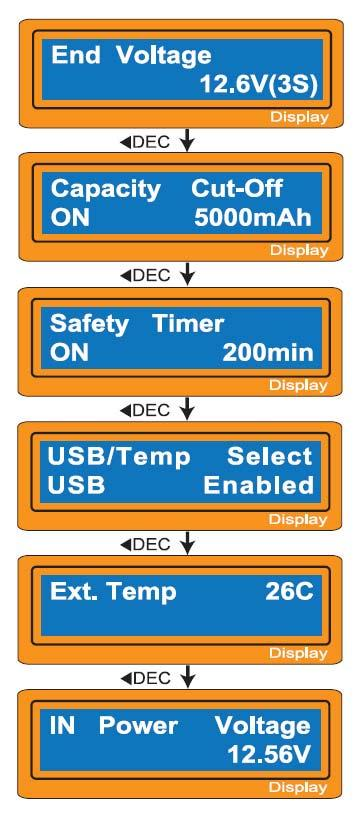 End Voltage
12.6V(3S)
Display
◀DEC
Capacity Cut-Off
ON 5000mAh
Display
◀DEC
Safety Timer
ON 200min
Display
◀DEC
USB/Temp Select
USB Enabled
Display
◀DEC
Ext. Temp 26C
Display
◀DEC
IN Power Voltage
12.56V
Display